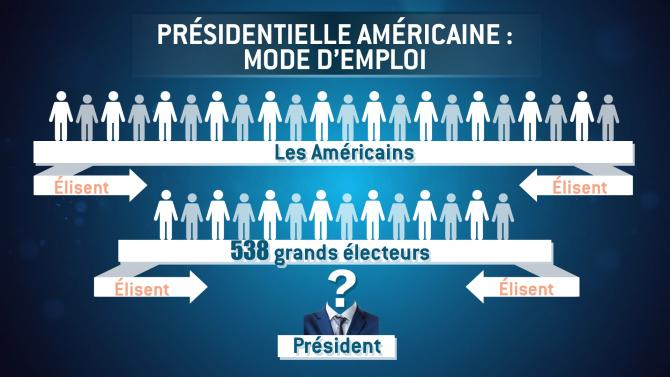 PRÉSIDENTIELLE AMÉRICAINE :
MODE D'EMPLOI
Les Américains
Élisent
Élisent
538 grands électeurs
Élisent
Élisent
?
Président